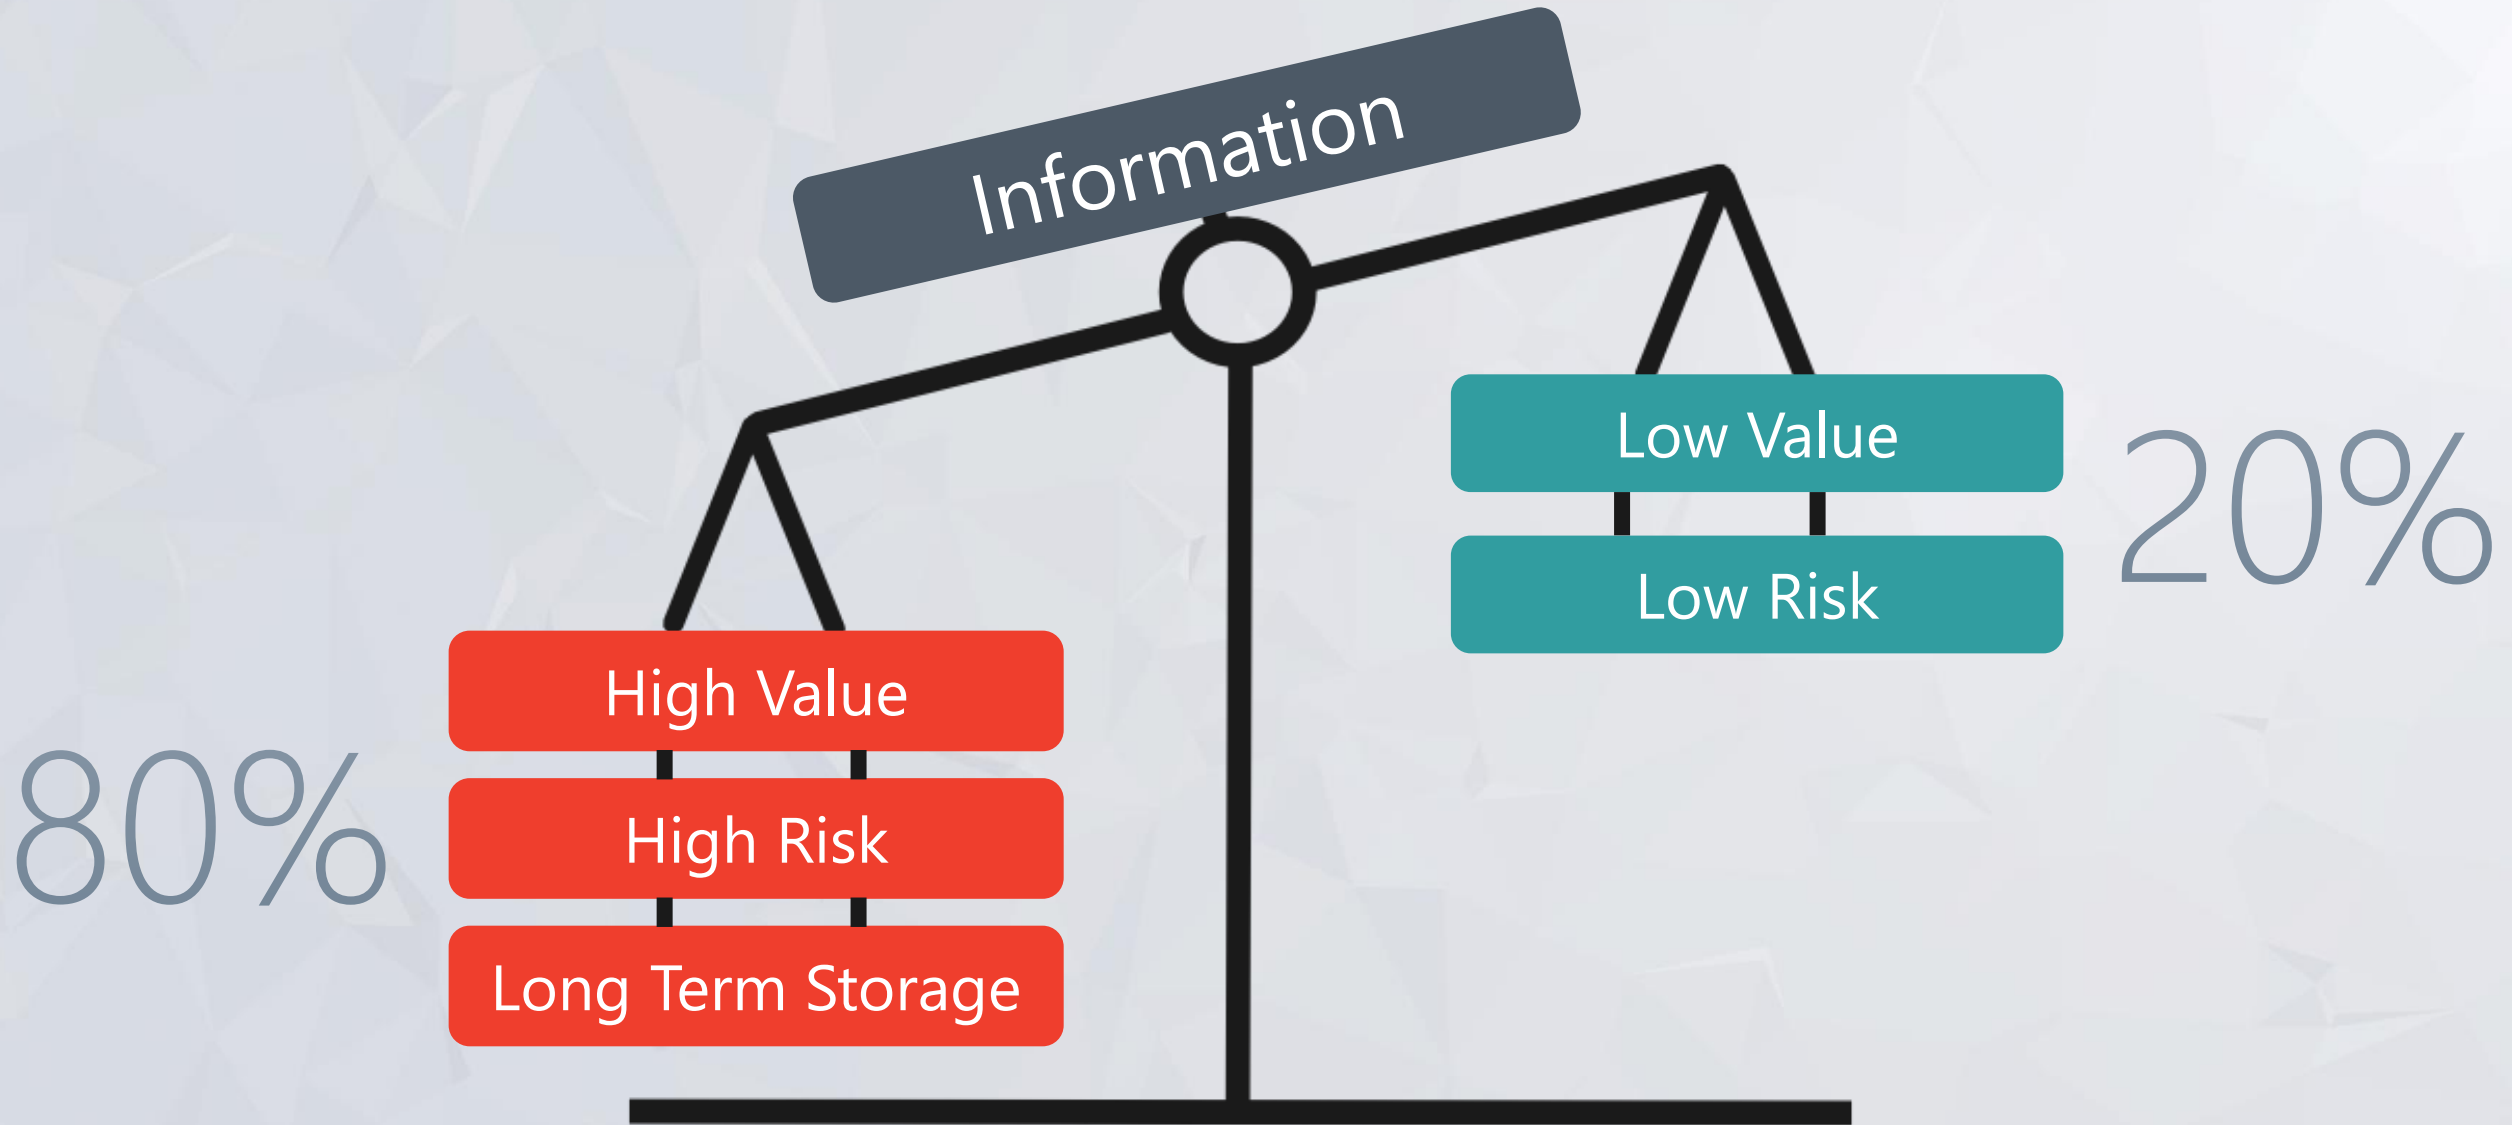 Information
Low Value
20%
Low Risk
High Value
80%
High Risk
Long Term Storage